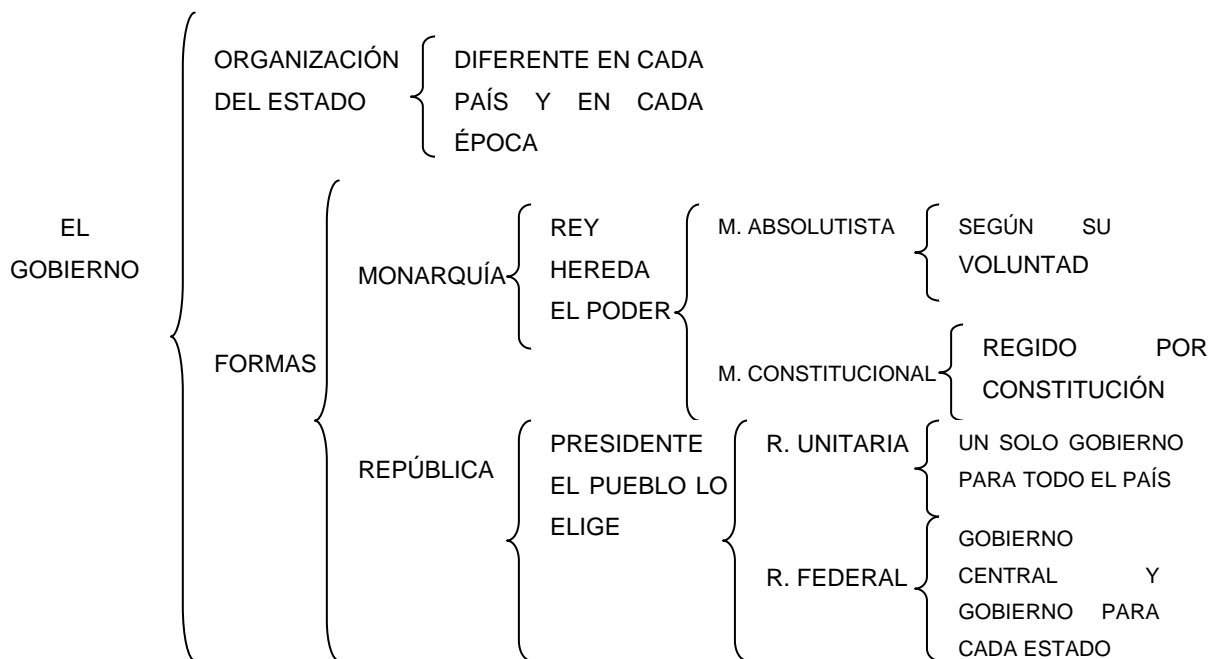 EL
GOBIERNO
ORGANIZACIÓN
DEL ESTADO
DIFERENTE EN CADA
PAÍS Y EN CADA
ÉPOCA
FORMAS
MONARQUÍA
REY
HEREDA
EL PODER
M. ABSOLUTISTA
SEGÚN SU
VOLUNTAD
M. CONSTITUCIONAL
REGIDO POR
CONSTITUCIÓN
REPÚBLICA
PRESIDENTE
EL PUEBLO LO
ELIGE
R. UNITARIA
UN SOLO GOBIERNO
PARA TODO EL PAÍS
R. FEDERAL
GOBIERNO
CENTRAL Y
GOBIERNO PARA
CADA ESTADO